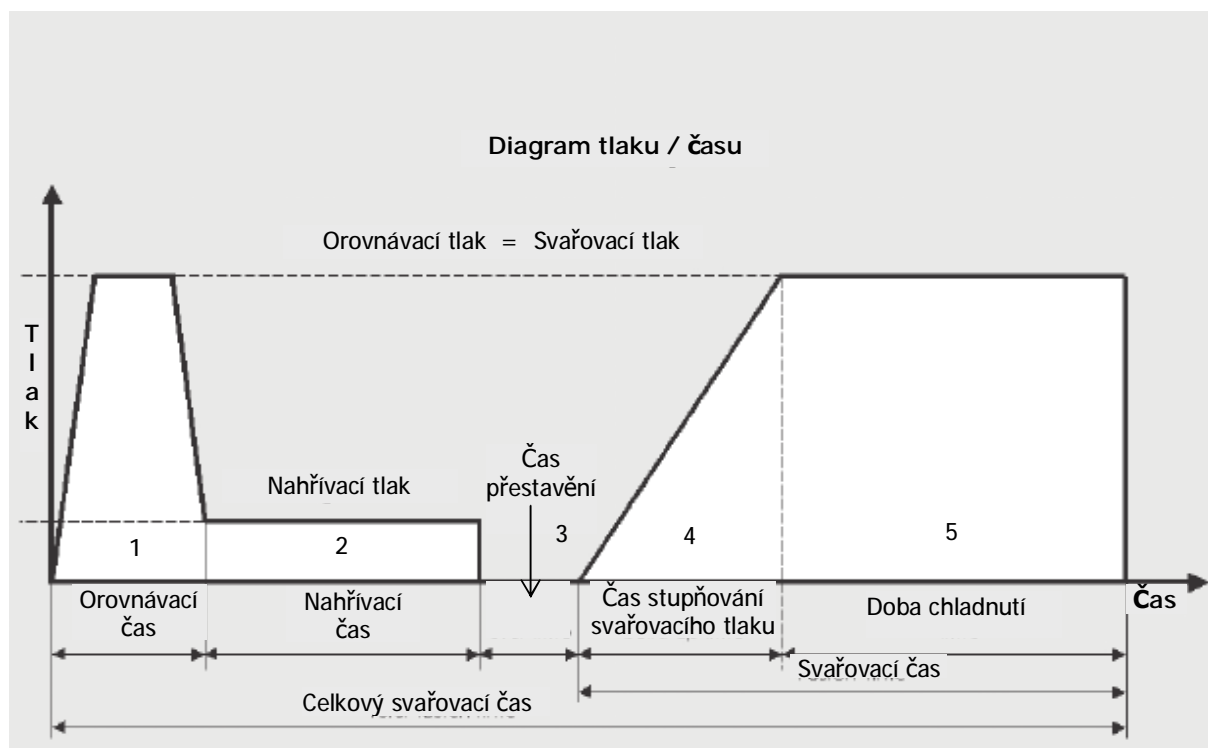 Diagram tlaku / času
Orovnávací tlak = Svařovací tlak
T
l
a
k
Čas
přestavění
Nahřívací tlak
1
2
3
4
5
Orovnávací
čas
Nahřívací
čas
Čas stupňování
svařovacího tlaku
Doba chladnutí
Čas
Svařovací čas
Celkový svařovací čas